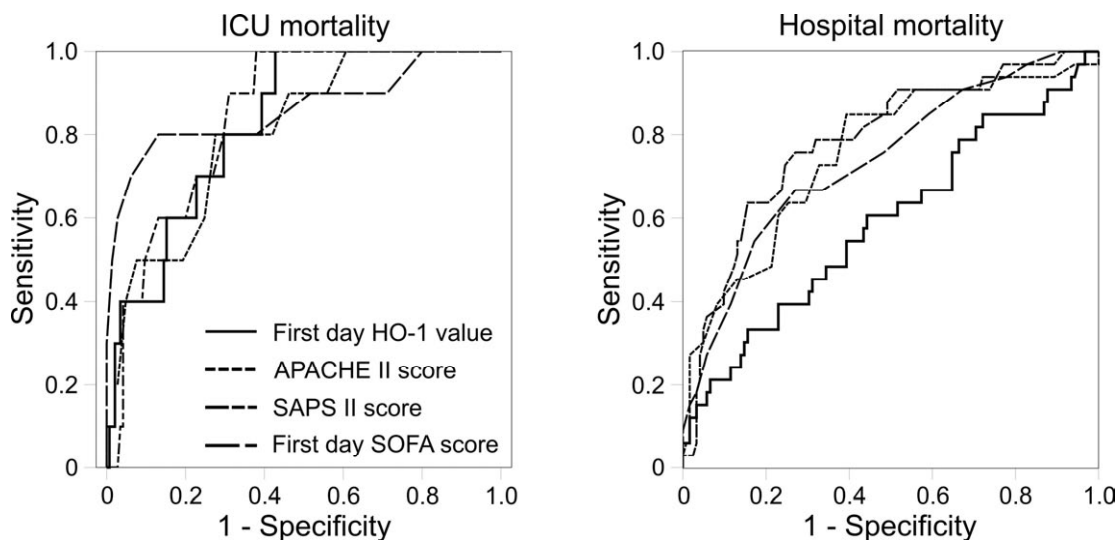 ICU mortality
Sensitivity
1.0
0.8
0.6
0.4
0.2
0
First day HO-1 value
APACHE II score
SAPS II score
First day SOFA score
0 0.2 0.4 0.6 0.8 1.0
1 - Specificity
Hospital mortality
Sensitivity
1.0
0.8
0.6
0.4
0.2
0
0 0.2 0.4 0.6 0.8 1.0
1 - Specificity